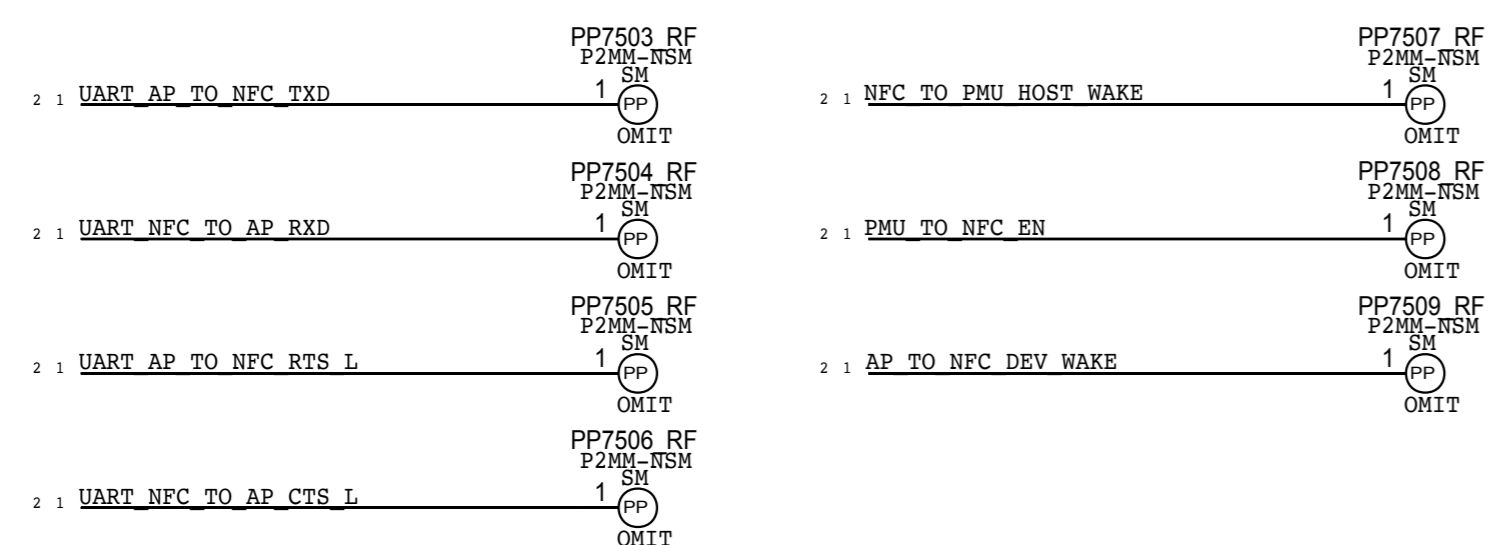 PP7503_RF
P2MM-NSM
SM
2 1 UART_AP_TO_NFC_TXD 1
PP
OMIT
PP7504_RF
P2MM-NSM
SM
2 1 UART_NFC_TO_AP_RXD 1
PP
OMIT
PP7505_RF
P2MM-NSM
SM
2 1 UART_AP_TO_NFC_RTS_L 1
PP
OMIT
PP7506_RF
P2MM-NSM
SM
2 1 UART_NFC_TO_AP_CTS_L 1
PP
OMIT
PP7507_RF
P2MM-NSM
SM
2 1 NFC_TO_PMU_HOST_WAKE 1
PP
OMIT
PP7508_RF
P2MM-NSM
SM
2 1 PMU_TO_NFC_EN 1
PP
OMIT
PP7509_RF
P2MM-NSM
SM
2 1 AP_TO_NFC_DEV_WAKE 1
PP
OMIT